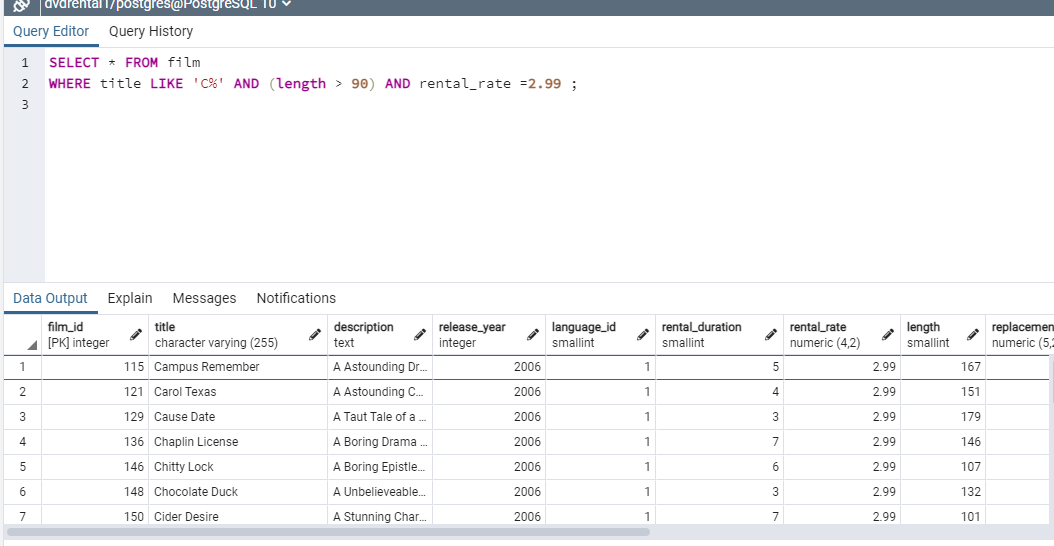 dvdrental1/postgres@PostgreSQL 10
Query Editor Query History
1 SELECT * FROM film
2 WHERE title LIKE 'C%' AND (length > 90) AND rental_rate =2.99 ;
3
Data Output Explain Messages Notifications
film_id title description release_year language_id rental_duration rental_rate length replacemen
[PK] integer character varying (255) text integer smallint smallint numeric (4,2) smallint numeric (5,2
1 115 Campus Remember A Astounding Dr... 2006 1 5 2.99 167
2 121 Carol Texas A Astounding C... 2006 1 4 2.99 151
3 129 Cause Date A Taut Tale of a ... 2006 1 3 2.99 179
4 136 Chaplin License A Boring Drama ... 2006 1 7 2.99 146
5 146 Chitty Lock A Boring Epistle... 2006 1 6 2.99 107
6 148 Chocolate Duck A Unbelieveable... 2006 1 3 2.99 132
7 150 Cider Desire A Stunning Char... 2006 1 7 2.99 101